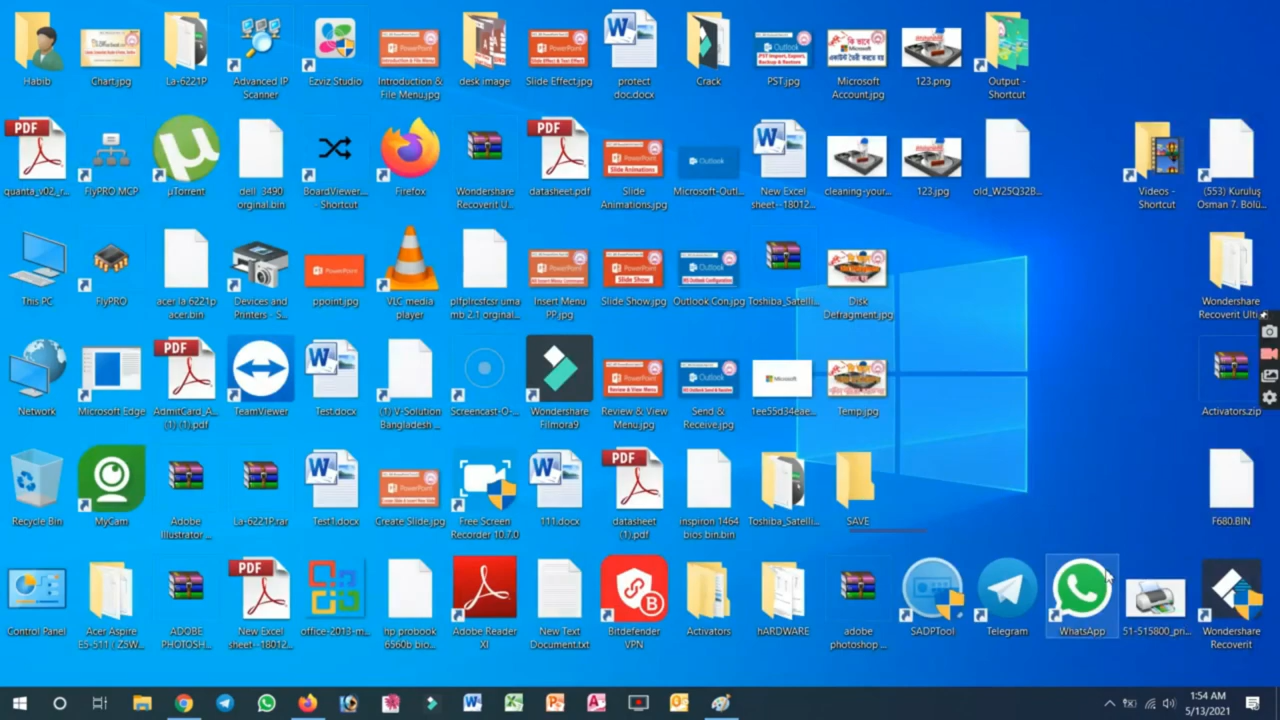 Habib
Chart.jpg
La-6221P
Advanced IP
Scanner
Ezviz Studio
Introduction &
File Menu.jpg
desk image
Slide Effect.jpg
protect
doc.docx
Crack
PST.jpg
Microsoft
Account.jpg
123.png
Output -
Shortcut
quanta_v02_r...
FlyPRO MCP
µTorrent
dell_3490
orginal.bin
BoardViewer...
- Shortcut
Firefox
Wondershare
Recoverit U...
datasheet.pdf
Slide
Animations.jpg
Microsoft-Outl...
New Excel
sheet--18012...
cleaning-your...
123.jpg
old_W25Q32B...
Videos -
Shortcut
(553) Kuruluş
Osman 7. Bölü...
This PC
FlyPRO
acer la 6221p
acer.bin
Devices and
Printers - S...
ppoint.jpg
VLC media
player
plfplrcsfcsr uma
mb 2.1 orginal...
Insert Menu
PP.jpg
Slide Show.jpg
Outlook Con.jpg
Toshiba_Satelli...
Disk
Defragment.jpg
Wondershare
Recoverit Ulti...
Network
Microsoft Edge
AdmitCard_A...
(1) (1).pdf
TeamViewer
Test.docx
(1) V-Solution
Bangladesh ...
Screencast-O-...
Wondershare
Filmora9
Review & View
Menu.jpg
Send &
Receive.jpg
1ee55d34eae...
Temp.jpg
Activators.zip
Recycle Bin
MyCam
Adobe
Illustrator ...
La-6221P.rar
Test1.docx
Create Slide.jpg
Free Screen
Recorder 10.7.0
111.docx
datasheet
(1).pdf
inspiron 1464
bios bin.bin
Toshiba_Satelli...
SAVE
F680.BIN
Control Panel
Acer Aspire
E5-511 / Z5W...
ADOBE
PHOTOSH...
New Excel
sheet--18012...
office-2013-m...
hp probook
6560b bio...
Adobe Reader
XI
New Text
Document.txt
Bitdefender
VPN
Activators
hARDWARE
adobe
photoshop ...
SADPTool
Telegram
WhatsApp
51-515800_pri...
Wondershare
Recoverit
1:54 AM
5/13/2021